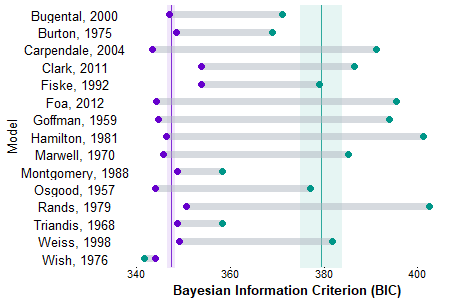 Bugental, 2000
Burton, 1975
Carpendale, 2004
Clark, 2011
Fiske, 1992
Foa, 2012
Goffman, 1959
Hamilton, 1981
Marwell, 1970
Montgomery, 1988
Osgood, 1957
Rands, 1979
Triandis, 1968
Weiss, 1998
Wish, 1976
Model
340 360 380 400
Bayesian Information Criterion (BIC)